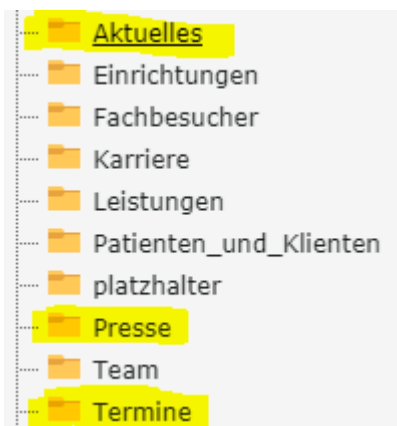 Aktuelles
Einrichtungen
Fachbesucher
Karriere
Leistungen
Patienten_und_Klienten
platzhalter
Presse
Team
Termine